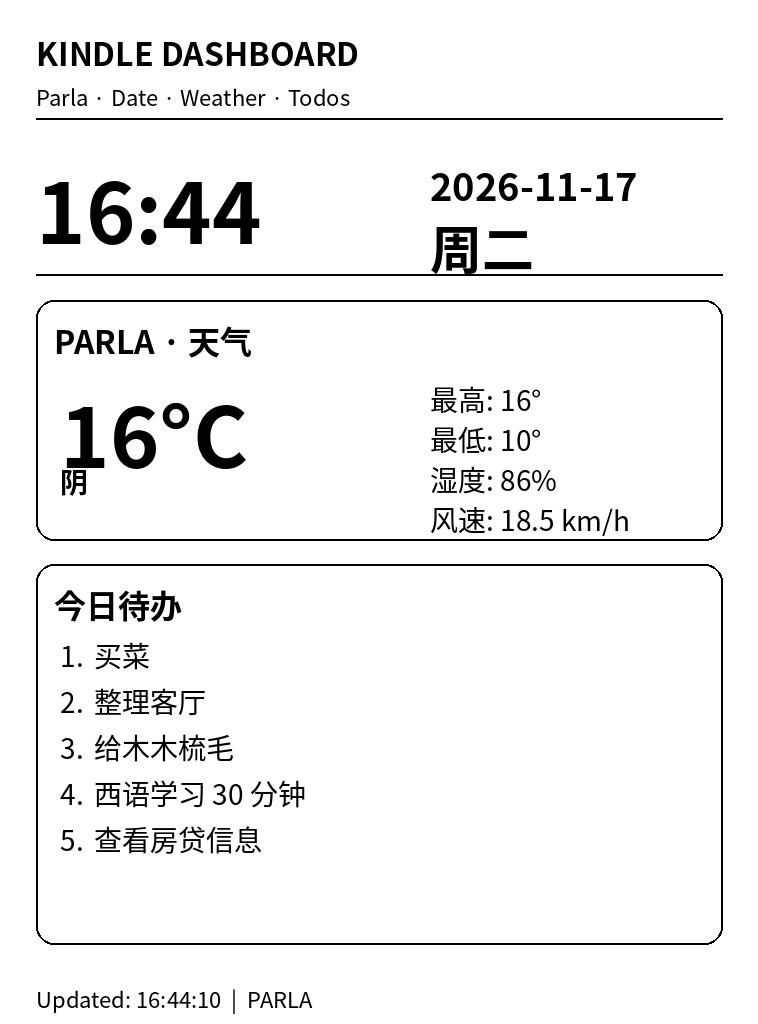 KINDLE DASHBOARD
Parla · Date · Weather · Todos
16:44
2026-11-17
周二
PARLA · 天气
16°C
阴
最高: 16°
最低: 10°
湿度: 86%
风速: 18.5 km/h
今日待办
1. 买菜
2. 整理客厅
3. 给木木梳毛
4. 西语学习 30 分钟
5. 查看房贷信息
Updated: 16:44:10 | PARLA